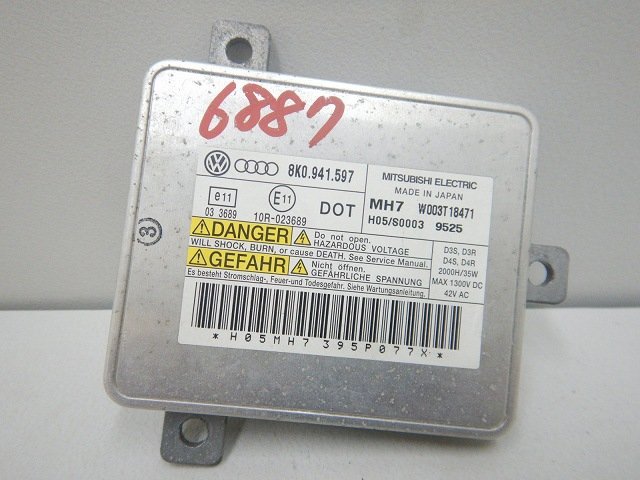 6887
8K0.941.597
MITSUBISHI ELECTRIC
MADE IN JAPAN
MH7 W003T18471
H05/S0003 9525
e11
03 3689
E11
10R-023689
DOT
DANGER
Do not open.
HAZARDOUS VOLTAGE
WILL SHOCK, BURN, or cause DEATH. See Service Manual.
GEFAHR
Nicht öffnen.
GEFÄHRLICHE SPANNUNG
Es besteht Stromschlag-, Feuer-und Todesgefahr. Siehe Wartungsanleitung.
D3S, D3R
D4S, D4R
2000H/35W
MAX 1300V DC
42V AC
*H05MH7395P077X*
3